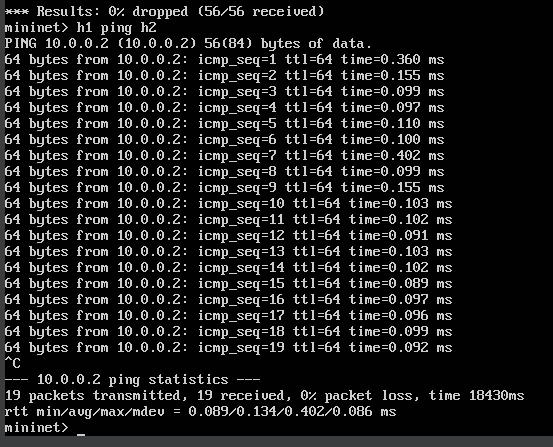 *** Results: 0% dropped (56/56 received)
mininet> h1 ping h2
PING 10.0.0.2 (10.0.0.2) 56(84) bytes of data.
64 bytes from 10.0.0.2: icmp_seq=1 ttl=64 time=0.360 ms
64 bytes from 10.0.0.2: icmp_seq=2 ttl=64 time=0.155 ms
64 bytes from 10.0.0.2: icmp_seq=3 ttl=64 time=0.099 ms
64 bytes from 10.0.0.2: icmp_seq=4 ttl=64 time=0.097 ms
64 bytes from 10.0.0.2: icmp_seq=5 ttl=64 time=0.110 ms
64 bytes from 10.0.0.2: icmp_seq=6 ttl=64 time=0.100 ms
64 bytes from 10.0.0.2: icmp_seq=7 ttl=64 time=0.402 ms
64 bytes from 10.0.0.2: icmp_seq=8 ttl=64 time=0.099 ms
64 bytes from 10.0.0.2: icmp_seq=9 ttl=64 time=0.155 ms
64 bytes from 10.0.0.2: icmp_seq=10 ttl=64 time=0.103 ms
64 bytes from 10.0.0.2: icmp_seq=11 ttl=64 time=0.102 ms
64 bytes from 10.0.0.2: icmp_seq=12 ttl=64 time=0.091 ms
64 bytes from 10.0.0.2: icmp_seq=13 ttl=64 time=0.103 ms
64 bytes from 10.0.0.2: icmp_seq=14 ttl=64 time=0.102 ms
64 bytes from 10.0.0.2: icmp_seq=15 ttl=64 time=0.089 ms
64 bytes from 10.0.0.2: icmp_seq=16 ttl=64 time=0.097 ms
64 bytes from 10.0.0.2: icmp_seq=17 ttl=64 time=0.096 ms
64 bytes from 10.0.0.2: icmp_seq=18 ttl=64 time=0.099 ms
64 bytes from 10.0.0.2: icmp_seq=19 ttl=64 time=0.092 ms
^C
--- 10.0.0.2 ping statistics ---
19 packets transmitted, 19 received, 0% packet loss, time 18430ms
rtt min/avg/max/mdev = 0.089/0.134/0.402/0.086 ms
mininet> _